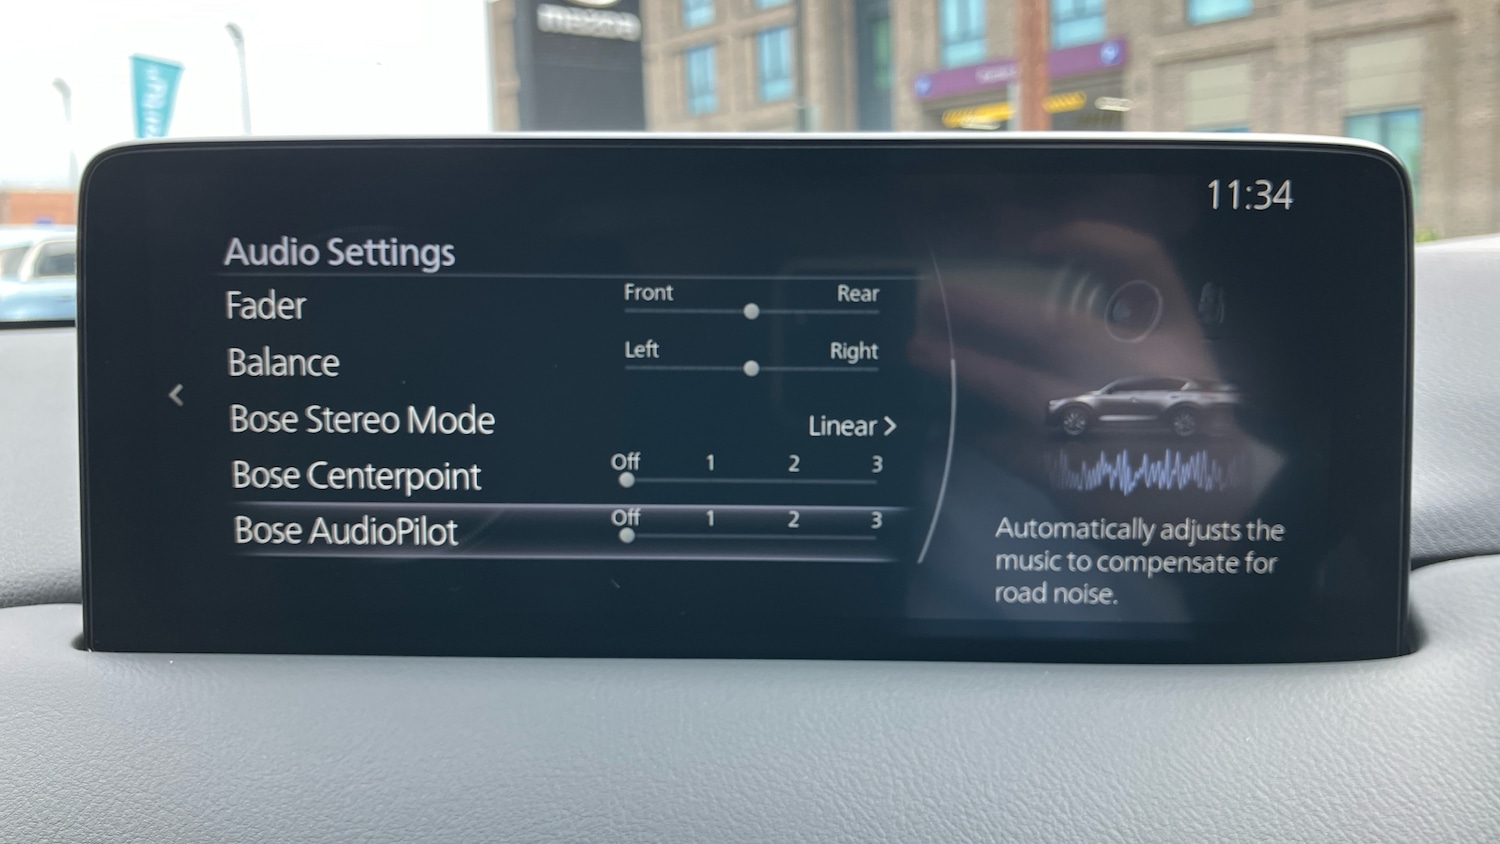 mazda
11:34
Audio Settings
Fader
Front Rear
Balance
Left Right
Bose Stereo Mode
Linear >
Bose Centerpoint
Off 1 2 3
Bose AudioPilot
Off 1 2 3
Automatically adjusts the
music to compensate for
road noise.